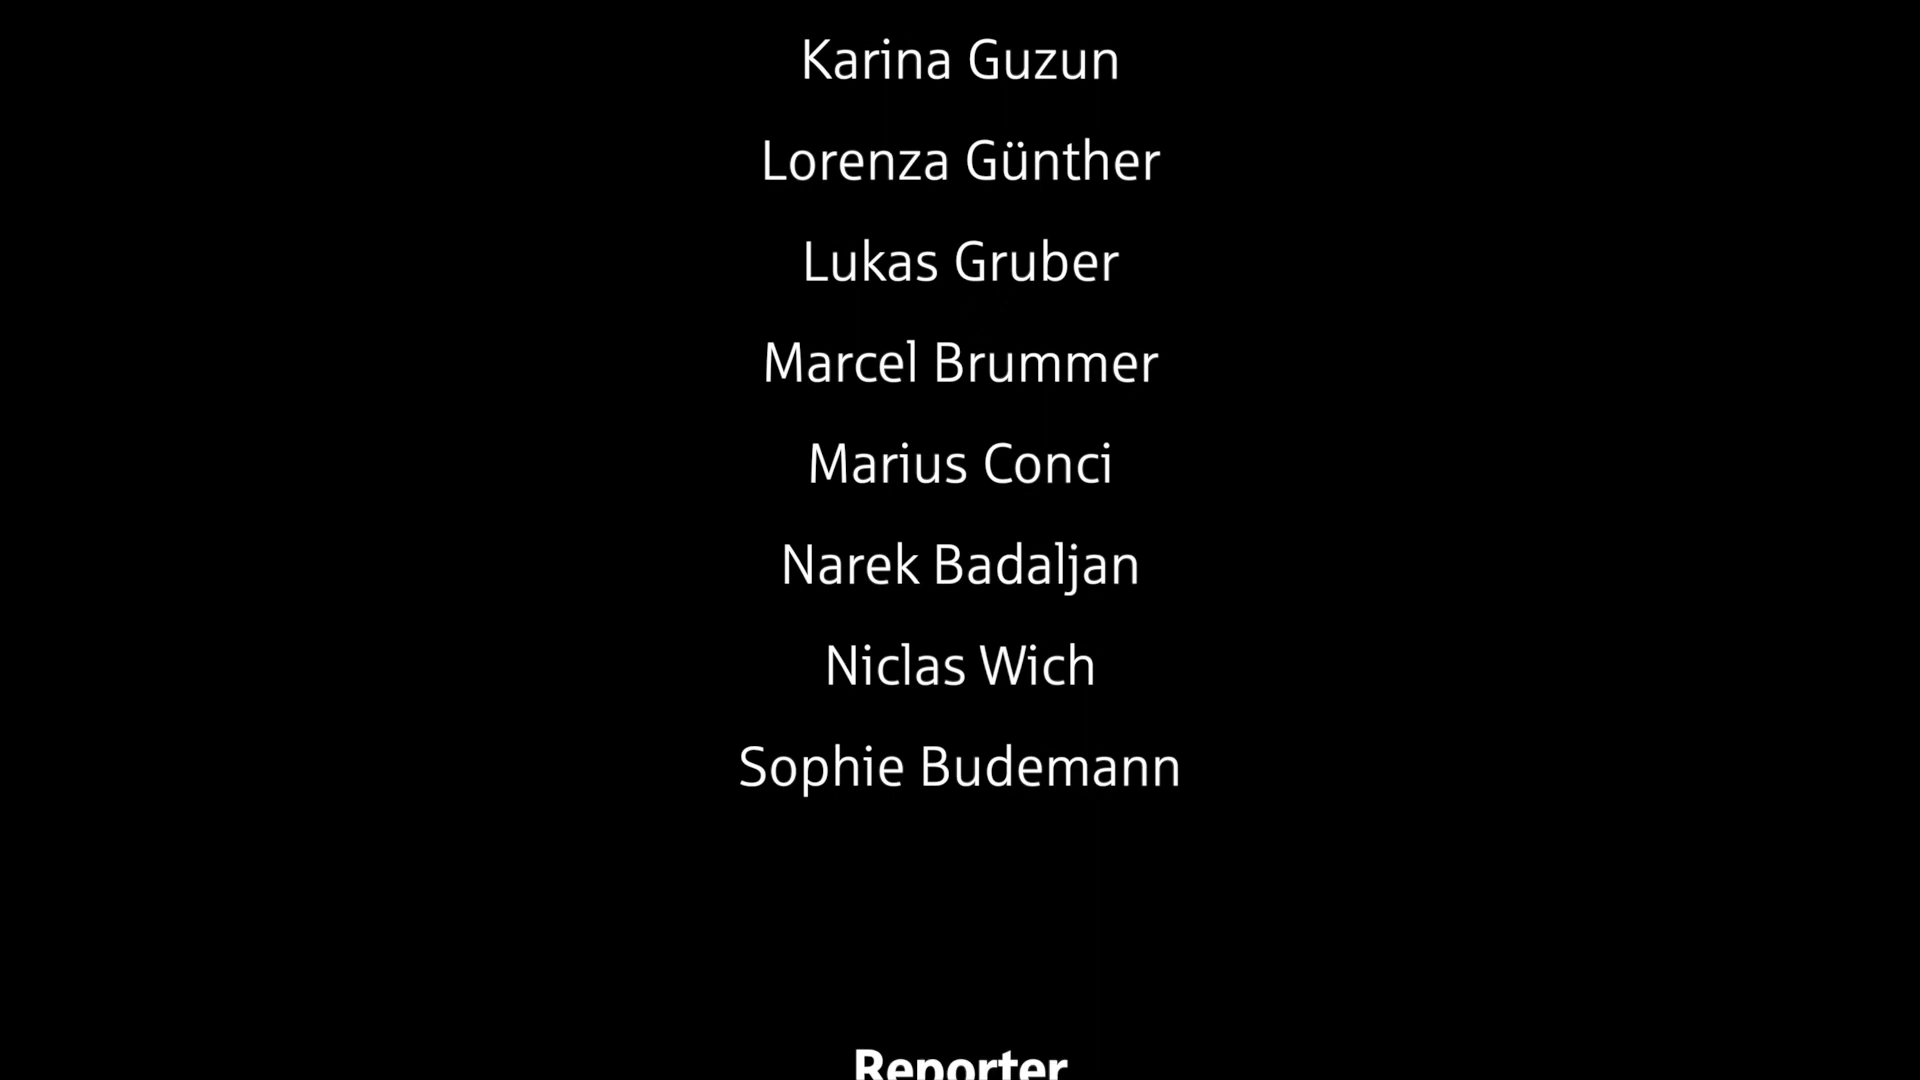 Karina Guzun
Lorenza Günther
Lukas Gruber
Marcel Brummer
Marius Conci
Narek Badaljan
Niclas Wich
Sophie Budemann
Reporter